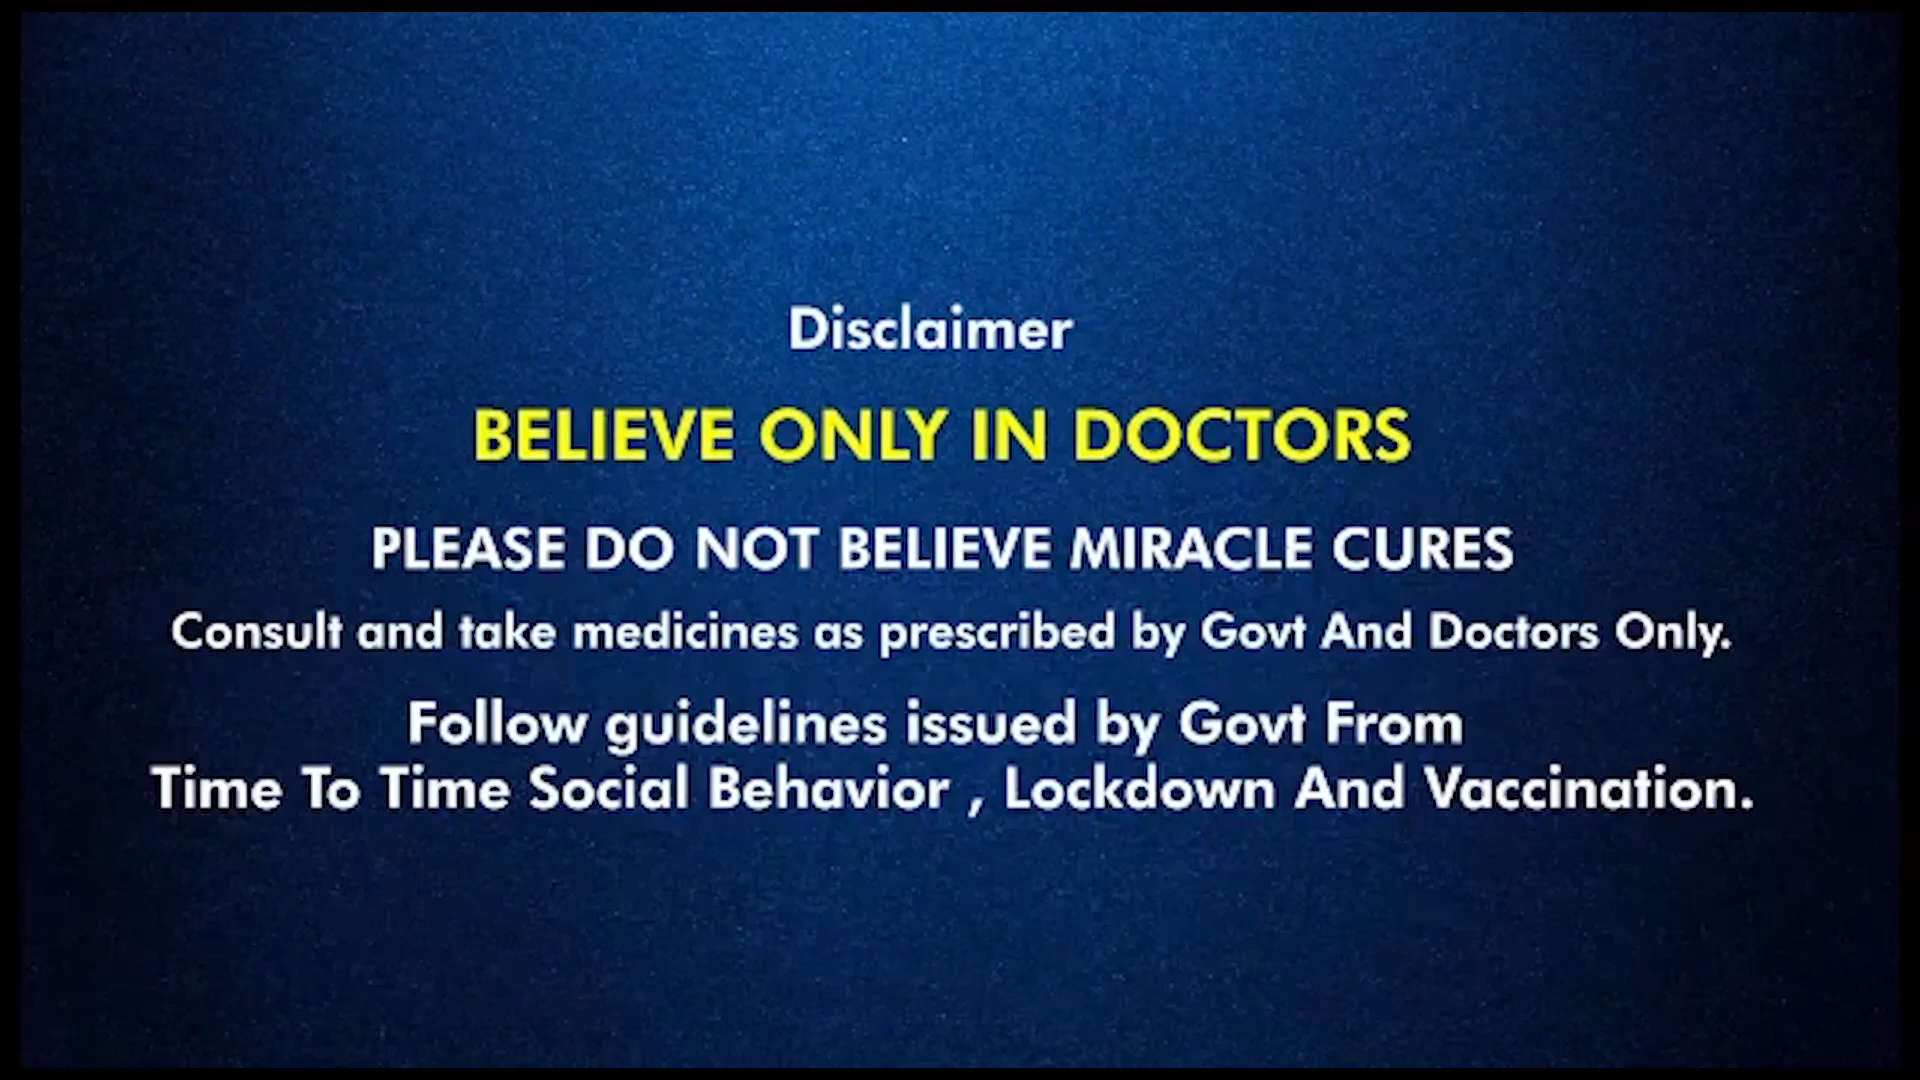 Disclaimer
BELIEVE ONLY IN DOCTORS
PLEASE DO NOT BELIEVE MIRACLE CURES
Consult and take medicines as prescribed by Govt And Doctors Only.
Follow guidelines issued by Govt From
Time To Time Social Behavior , Lockdown And Vaccination.